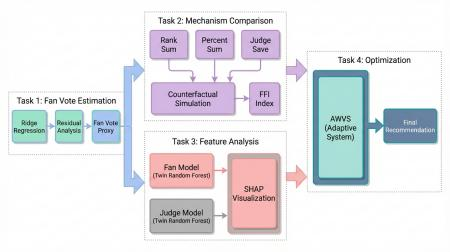 Task 1: Fan Vote Estimation
Ridge
Regression
Residual
Analysis
Fan Vote
Proxy
Task 2: Mechanism Comparison
Rank
Sum
Percent
Sum
Judge
Save
Counterfactual
Simulation
FFI
Index
Task 3: Feature Analysis
Fan Model
(Twin Random Forest)
Judge Model
(Twin Random Forest)
SHAP
Visualization
Task 4: Optimization
AWVS
(Adaptive
System)
Final
Recommendation